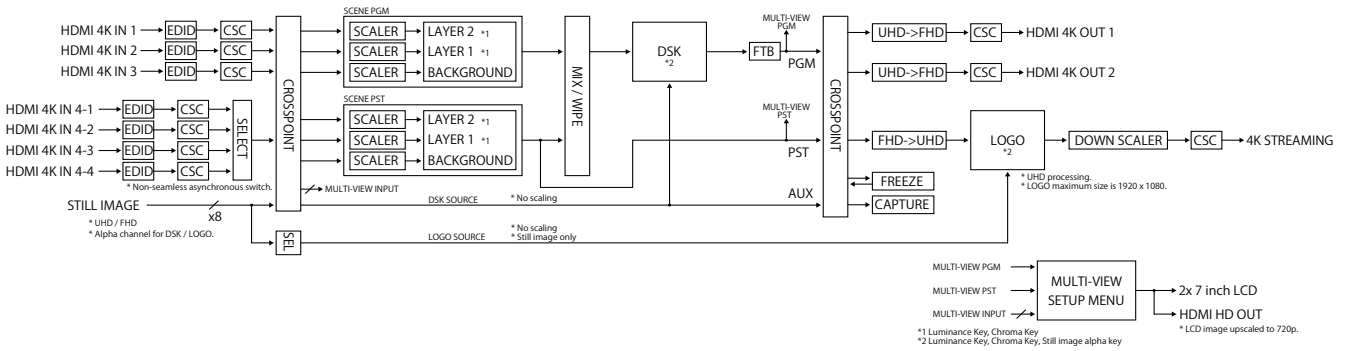 HDMI 4K IN 1 EDID CSC
HDMI 4K IN 2 EDID CSC
HDMI 4K IN 3 EDID CSC
HDMI 4K IN 4-1 EDID CSC
HDMI 4K IN 4-2 EDID CSC
HDMI 4K IN 4-3 EDID CSC
HDMI 4K IN 4-4 EDID CSC
SELECT
* Non-seamless asynchronous switch.
STILL IMAGE
x8
* UHD / FHD
* Alpha channel for DSK / LOGO.
SEL
CROSSPOINT
SCENE PGM
SCALER LAYER 2 *1
SCALER LAYER 1 *1
SCALER BACKGROUND
SCENE PST
SCALER LAYER 2 *1
SCALER LAYER 1 *1
SCALER BACKGROUND
MULTI-VIEW INPUT
DSK SOURCE
* No scaling
LOGO SOURCE
* No scaling
* Still image only
MIX / WIPE
DSK
*2
FTB
MULTI-VIEW
PGM
PGM
MULTI-VIEW
PST
PST
AUX
CROSSPOINT
UHD->FHD CSC HDMI 4K OUT 1
UHD->FHD CSC HDMI 4K OUT 2
FHD->UHD
LOGO
*2
DOWN SCALER CSC 4K STREAMING
FREEZE
CAPTURE
* UHD processing.
* LOGO maximum size is 1920 x 1080.
MULTI-VIEW PGM
MULTI-VIEW PST
MULTI-VIEW INPUT
MULTI-VIEW
SETUP MENU
2x 7 inch LCD
HDMI HD OUT
* LCD image upscaled to 720p.
*1 Luminance Key, Chroma Key
*2 Luminance Key, Chroma Key, Still image alpha key